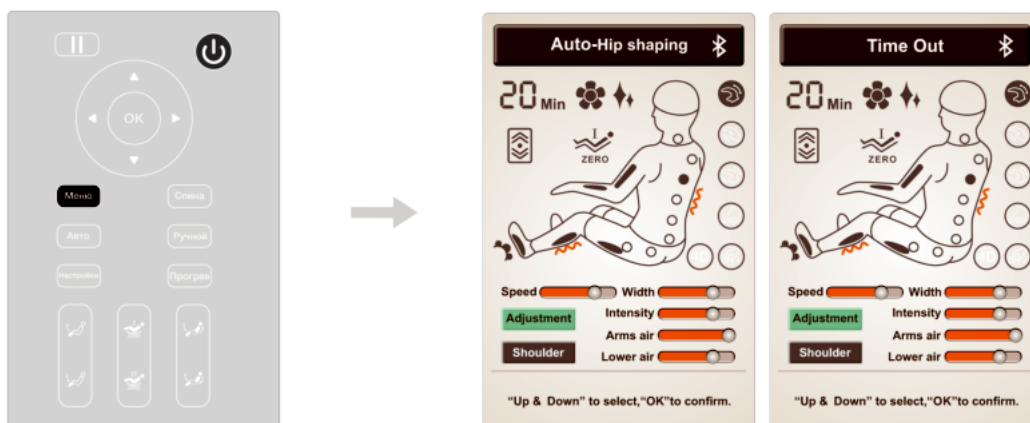 OK
Меню
Спина
Авто
Ручной
Настройки
Прогрев
Auto-Hip shaping
20 Min
I
ZERO
4D
Speed
Width
Adjustment
Intensity
Arms air
Shoulder
Lower air
“Up & Down” to select,“OK”to confirm.
Time Out
20 Min
I
ZERO
4D
Speed
Width
Adjustment
Intensity
Arms air
Shoulder
Lower air
“Up & Down” to select,“OK”to confirm.